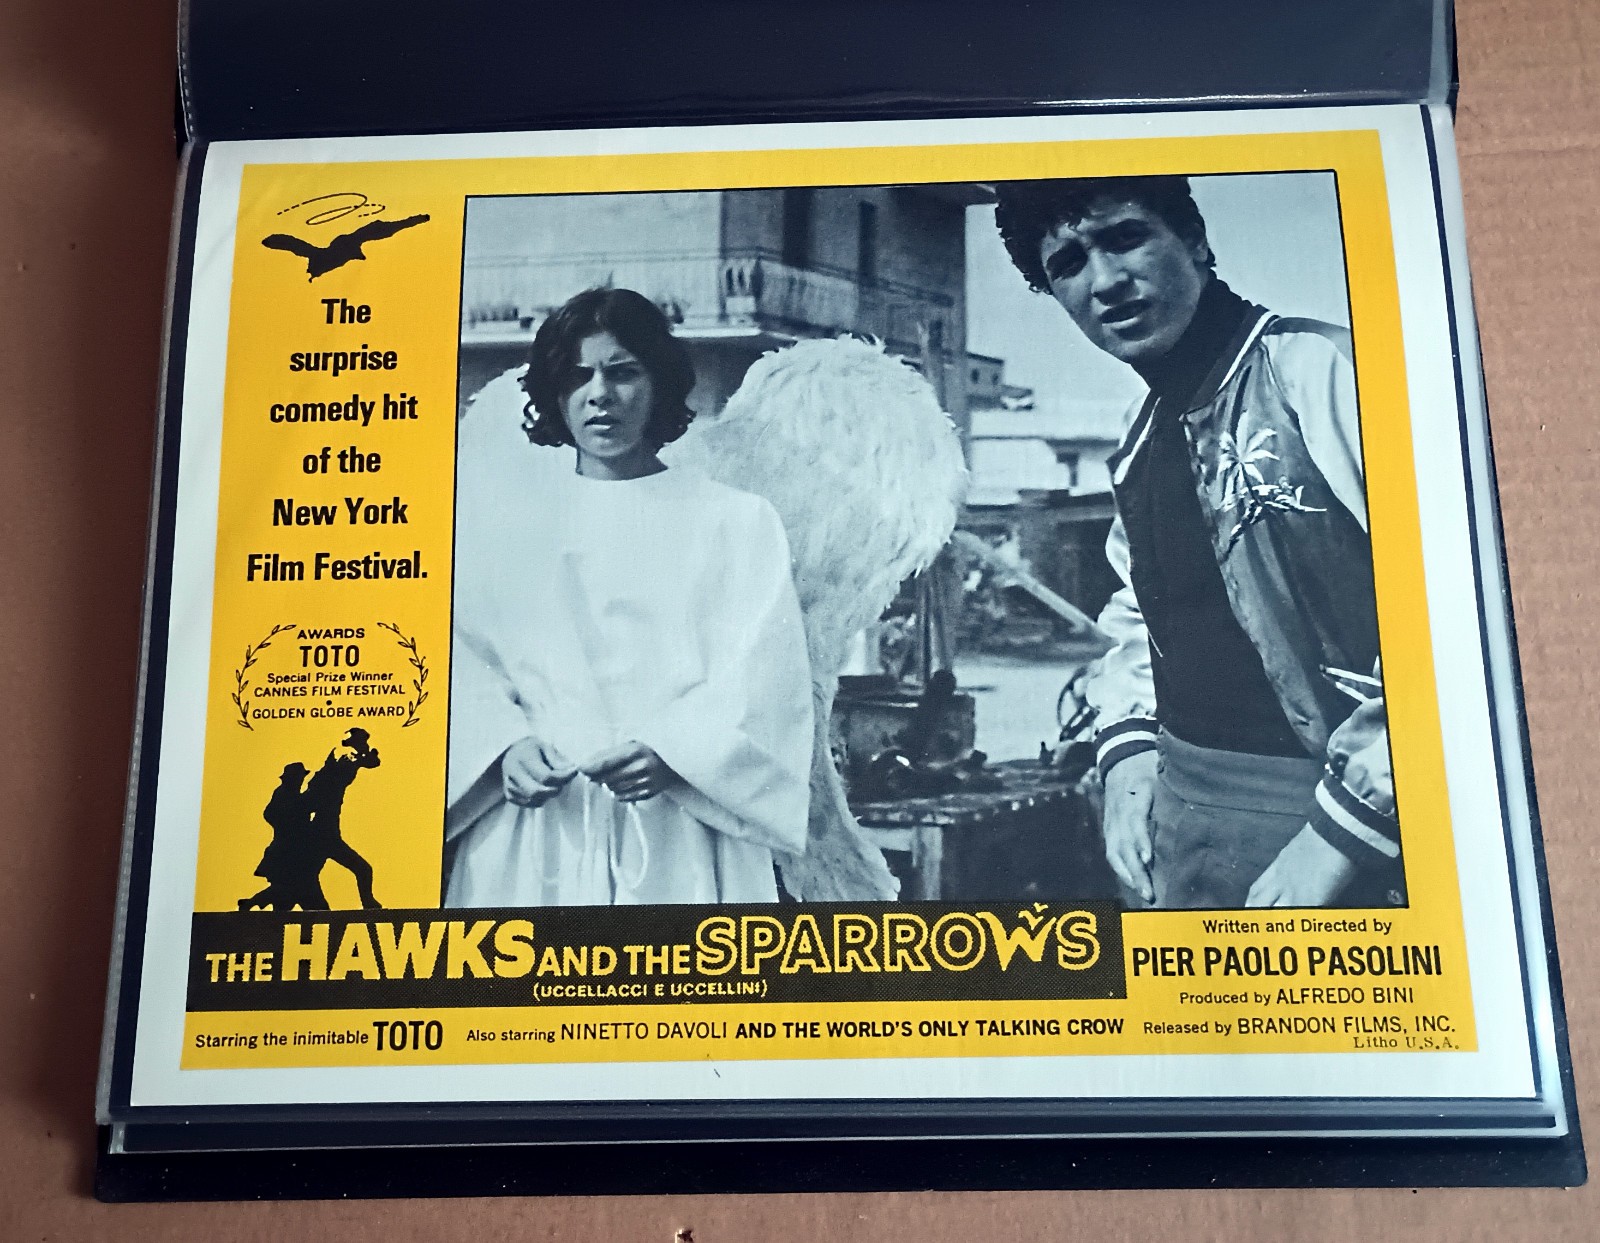 The
surprise
comedy hit
of the
New York
Film Festival.
AWARDS
TOTO
Special Prize Winner
CANNES FILM FESTIVAL
•
GOLDEN GLOBE AWARD
THE HAWKS AND THE SPARROWS
(UCCELLACCI E UCCELLINI)
Starring the inimitable TOTO Also starring NINETTO DAVOLI AND THE WORLD'S ONLY TALKING CROW
Written and Directed by
PIER PAOLO PASOLINI
Produced by ALFREDO BINI
Released by BRANDON FILMS, INC.
Litho U.S.A.